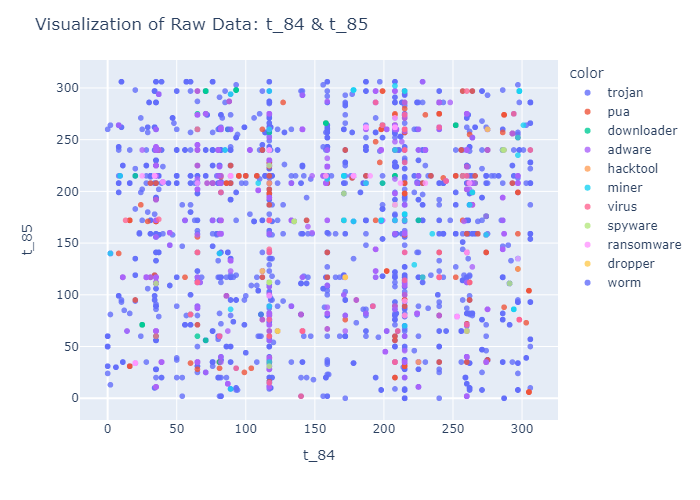 Visualization of Raw Data: t_84 & t_85
color
trojan
pua
downloader
adware
hacktool
miner
virus
spyware
ransomware
dropper
worm
300
250
200
150
100
50
0
t_85
0 50 100 150 200 250 300
t_84